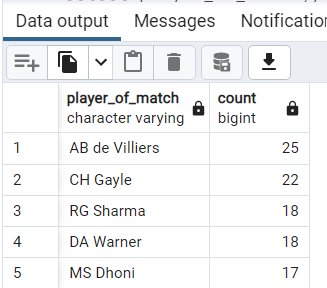 Data output Messages Notificatio
player_of_match count
character varying bigint
1 AB de Villiers 25
2 CH Gayle 22
3 RG Sharma 18
4 DA Warner 18
5 MS Dhoni 17